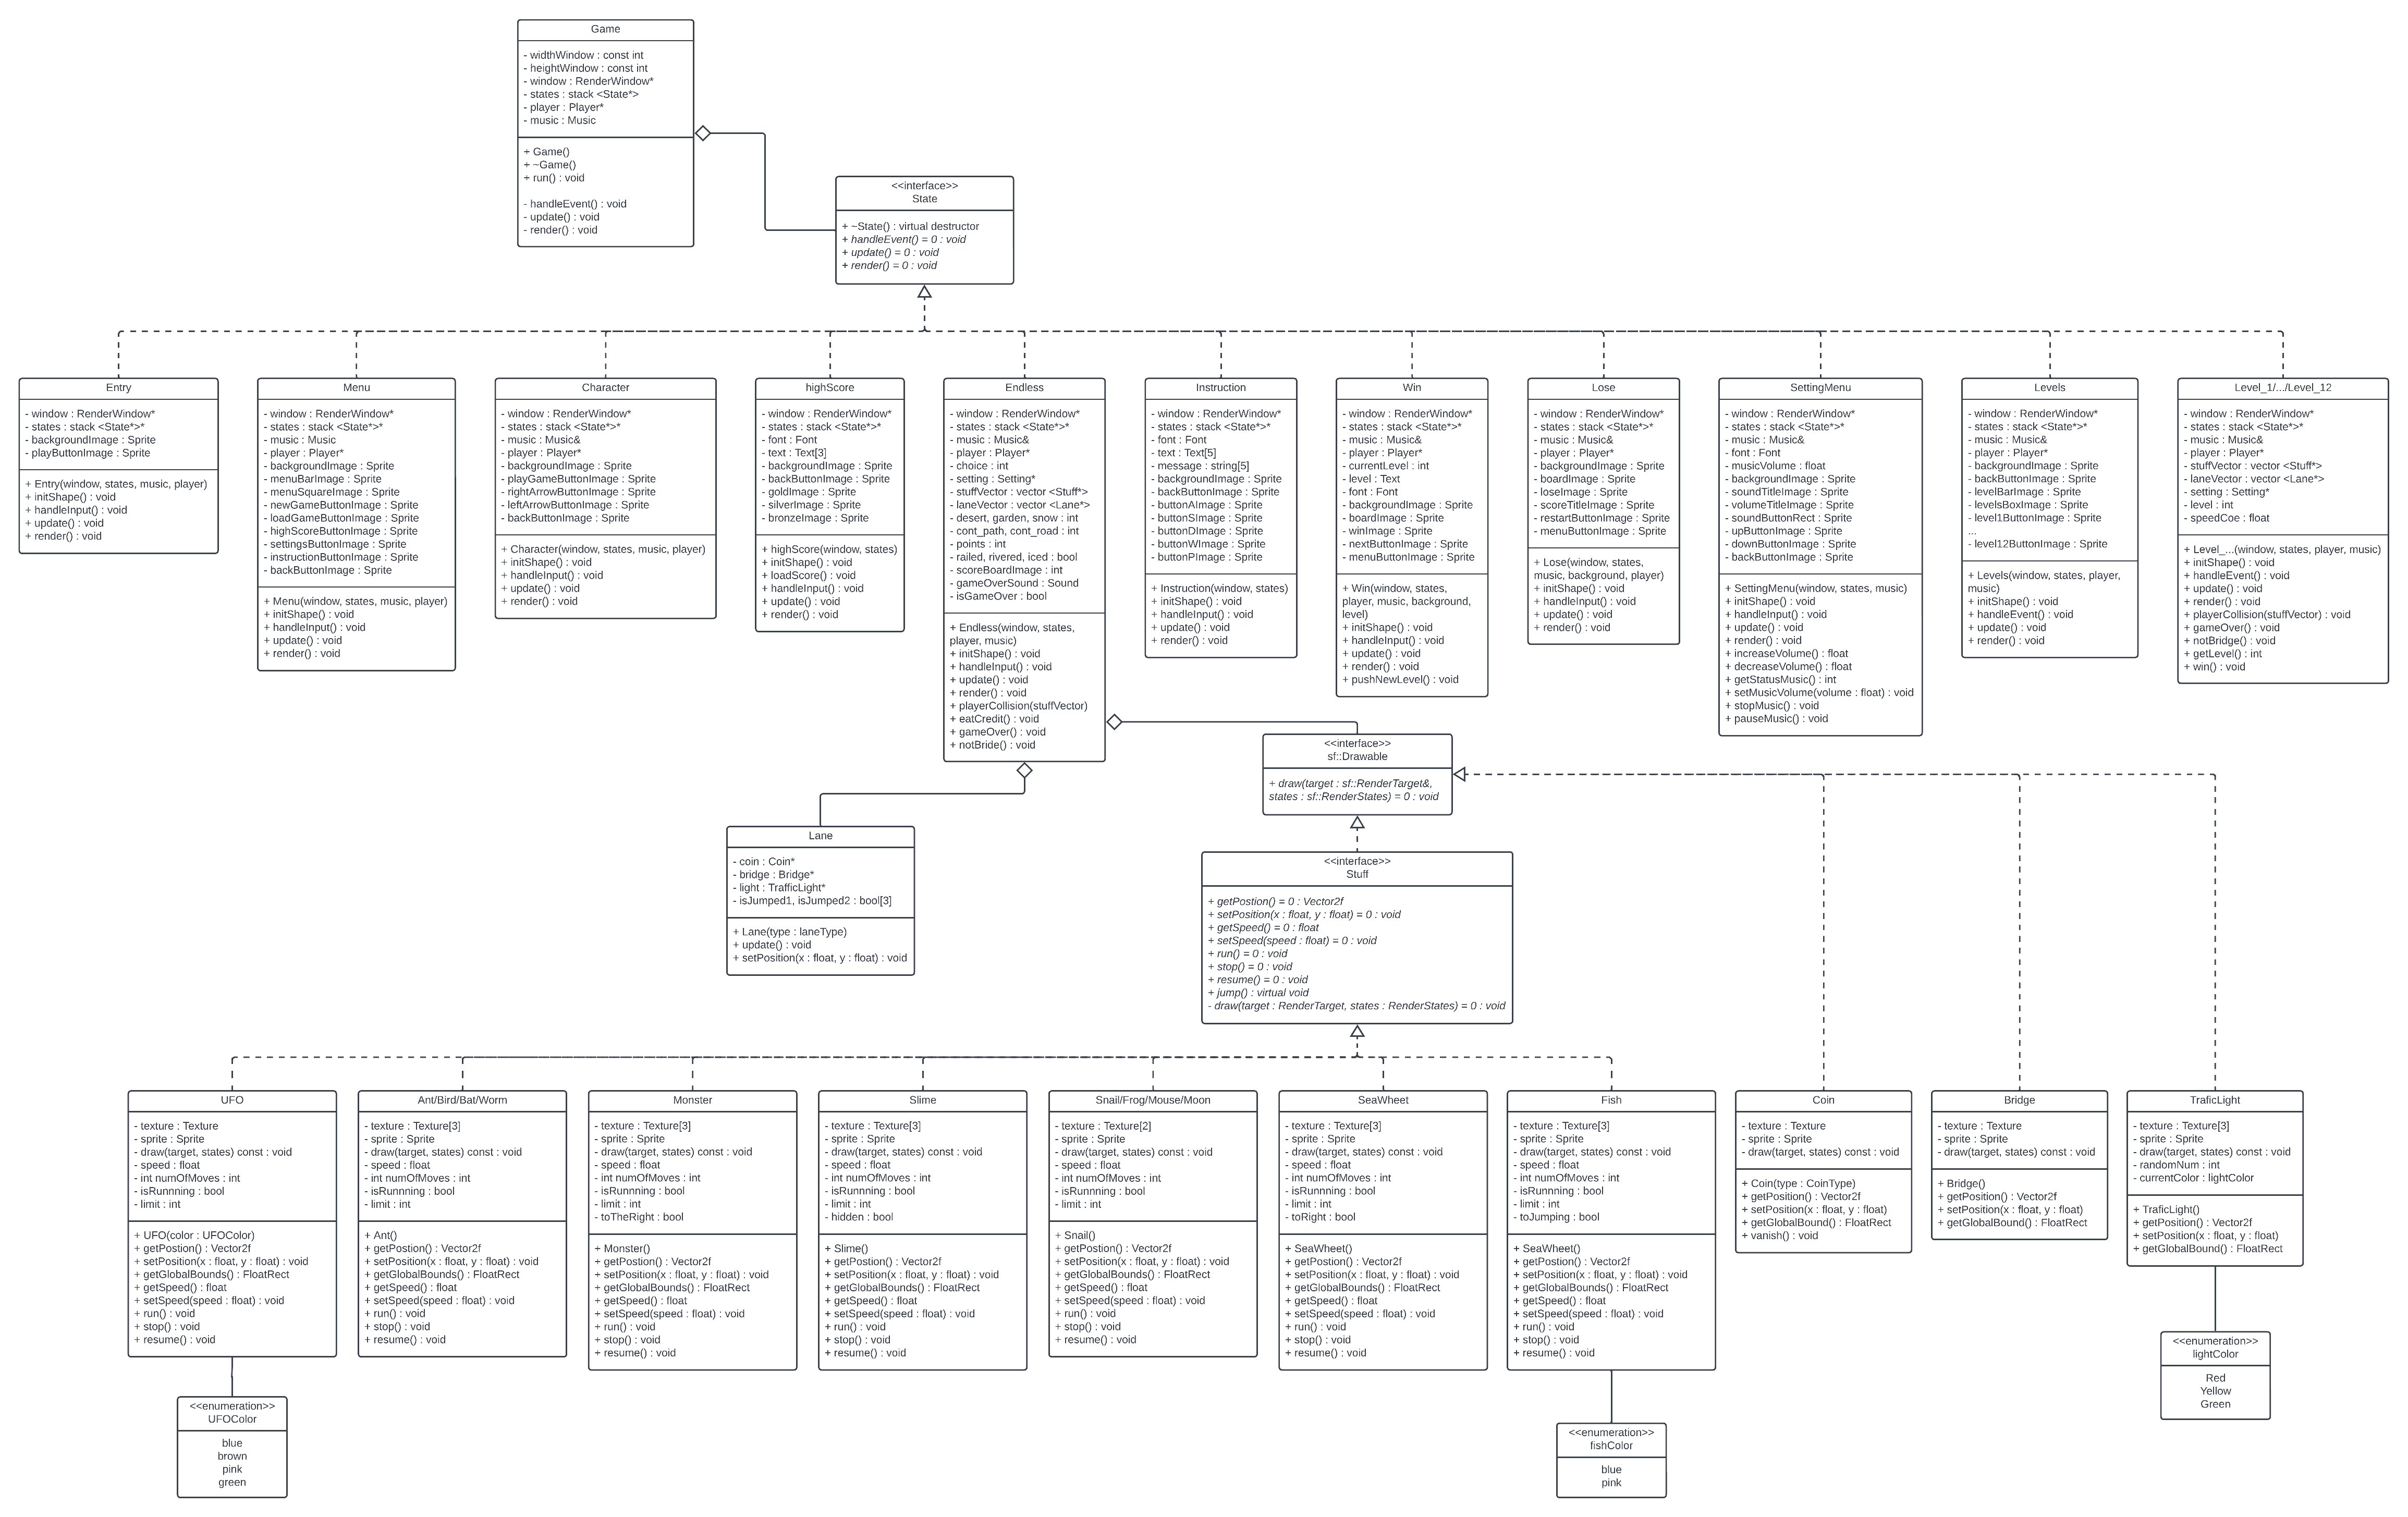 Game
- widthWindow : const int
- heightWindow : const int
- window : RenderWindow*
- states : stack <State*>
- player : Player*
- music : Music
+ Game()
+ ~Game()
+ run() : void
- handleEvent() : void
- update() : void
- render() : void
<<interface>>
State
+ ~State() : virtual destructor
+ handleEvent() = 0 : void
+ update() = 0 : void
+ render() = 0 : void
Entry
- window : RenderWindow*
- states : stack <State*>*
- backgroundImage : Sprite
- playButtonImage : Sprite
+ Entry(window, states, music, player)
+ initShape() : void
+ handleInput() : void
+ update() : void
+ render() : void
Menu
- window : RenderWindow*
- states : stack <State*>*
- music : Music
- player : Player*
- backgroundImage : Sprite
- menuBarImage : Sprite
- menuSquareImage : Sprite
- newGameButtonImage : Sprite
- loadGameButtonImage : Sprite
- highScoreButtonImage : Sprite
- settingsButtonImage : Sprite
- instructionButtonImage : Sprite
- backButtonImage : Sprite
+ Menu(window, states, music, player)
+ initShape() : void
+ handleInput() : void
+ update() : void
+ render() : void
Character
- window : RenderWindow*
- states : stack <State*>*
- music : Music&
- player : Player*
- backgroundImage : Sprite
- playGameButtonImage : Sprite
- rightArrowButtonImage : Sprite
- leftArrowButtonImage : Sprite
- backButtonImage : Sprite
+ Character(window, states, music, player)
+ initShape() : void
+ handleInput() : void
+ update() : void
+ render() : void
highScore
- window : RenderWindow*
- states : stack <State*>*
- font : Font
- text : Text[3]
- backgroundImage : Sprite
- backButtonImage : Sprite
- goldImage : Sprite
- silverImage : Sprite
- bronzeImage : Sprite
+ highScore(window, states)
+ initShape() : void
+ loadScore() : void
+ handleInput() : void
+ update() : void
+ render() : void
Endless
- window : RenderWindow*
- states : stack <State*>*
- music : Music&
- player : Player*
- choice : int
- setting : Setting*
- stuffVector : vector <Stuff*>
- laneVector : vector <Lane*>
- desert, garden, snow : int
- cont_path, cont_road : int
- points : int
- railed, rivered, iced : bool
- scoreBoardImage : int
- gameOverSound : Sound
- isGameOver : bool
+ Endless(window, states,
player, music)
+ initShape() : void
+ handleInput() : void
+ update() : void
+ render() : void
+ playerCollision(stuffVector)
+ eatCredit() : void
+ gameOver() : void
+ notBride() : void
Instruction
- window : RenderWindow*
- states : stack <State*>*
- font : Font
- text : Text[5]
- message : string[5]
- backgroundImage : Sprite
- backButtonImage : Sprite
- buttonAImage : Sprite
- buttonSImage : Sprite
- buttonDImage : Sprite
- buttonWImage : Sprite
- buttonPImage : Sprite
+ Instruction(window, states)
+ initShape() : void
+ handleInput() : void
+ update() : void
+ render() : void
Win
- window : RenderWindow*
- states : stack <State*>*
- music : Music&
- player : Player*
- currentLevel : int
- level : Text
- font : Font
- backgroundImage : Sprite
- boardImage : Sprite
- winImage : Sprite
- nextButtonImage : Sprite
- menuButtonImage : Sprite
+ Win(window, states,
player, music, background,
level)
+ initShape() : void
+ handleInput() : void
+ update() : void
+ render() : void
+ pushNewLevel() : void
Lose
- window : RenderWindow*
- states : stack <State*>*
- music : Music&
- player : Player*
- backgroundImage : Sprite
- boardImage : Sprite
- loseImage : Sprite
- scoreTitleImage : Sprite
- restartButtonImage : Sprite
- menuButtonImage : Sprite
+ Lose(window, states,
music, background, player)
+ initShape() : void
+ handleInput() : void
+ update() : void
+ render() : void
SettingMenu
- window : RenderWindow*
- states : stack <State*>*
- music : Music&
- font : Font
- musicVolume : float
- backgroundImage : Sprite
- soundTitleImage : Sprite
- volumeTitleImage : Sprite
- soundButtonRect : Sprite
- upButtonImage : Sprite
- downButtonImage : Sprite
- backButtonImage : Sprite
+ SettingMenu(window, states, music)
+ initShape() : void
+ handleInput() : void
+ update() : void
+ render() : void
+ increaseVolume() : float
+ decreaseVolume() : float
+ getStatusMusic() : int
+ setMusicVolume(volume : float) : void
+ stopMusic() : void
+ pauseMusic() : void
Levels
- window : RenderWindow*
- states : stack <State*>*
- music : Music&
- player : Player*
- backgroundImage : Sprite
- backButtonImage : Sprite
- levelBarImage : Sprite
- levelsBoxImage : Sprite
- level1ButtonImage : Sprite
...
- level12ButtonImage : Sprite
+ Levels(window, states, player,
music)
+ initShape() : void
+ handleEvent() : void
+ update() : void
+ render() : void
Level_1/.../Level_12
- window : RenderWindow*
- states : stack <State*>*
- music : Music&
- player : Player*
- stuffVector : vector <Stuff*>
- laneVector : vector <Lane*>
- setting : Setting*
- level : int
- speedCoe : float
+ Level_...(window, states, player, music)
+ initShape() : void
+ handleEvent() : void
+ update() : void
+ render() : void
+ playerCollision(stuffVector) : void
+ gameOver() : void
+ notBridge() : void
+ getLevel() : int
+ win() : void
<<interface>>
sf::Drawable
+ draw(target : sf::RenderTarget&,
states : sf::RenderStates) = 0 : void
Lane
- coin : Coin*
- bridge : Bridge*
- light : TrafficLight*
- isJumped1, isJumped2 : bool[3]
+ Lane(type : laneType)
+ update() : void
+ setPosition(x : float, y : float) : void
<<interface>>
Stuff
+ getPostion() = 0 : Vector2f
+ setPosition(x : float, y : float) = 0 : void
+ getSpeed() = 0 : float
+ setSpeed(speed : float) = 0 : void
+ run() = 0 : void
+ stop() = 0 : void
+ resume() = 0 : void
+ jump() : virtual void
- draw(target : RenderTarget, states : RenderStates) = 0 : void
UFO
- texture : Texture
- sprite : Sprite
- draw(target, states) const : void
- speed : float
- int numOfMoves : int
- isRunnning : bool
- limit : int
+ UFO(color : UFOColor)
+ getPostion() : Vector2f
+ setPosition(x : float, y : float) : void
+ getGlobalBounds() : FloatRect
+ getSpeed() : float
+ setSpeed(speed : float) : void
+ run() : void
+ stop() : void
+ resume() : void
Ant/Bird/Bat/Worm
- texture : Texture[3]
- sprite : Sprite
- draw(target, states) const : void
- speed : float
- int numOfMoves : int
- isRunnning : bool
- limit : int
+ Ant()
+ getPostion() : Vector2f
+ setPosition(x : float, y : float) : void
+ getGlobalBounds() : FloatRect
+ getSpeed() : float
+ setSpeed(speed : float) : void
+ run() : void
+ stop() : void
+ resume() : void
Monster
- texture : Texture[3]
- sprite : Sprite
- draw(target, states) const : void
- speed : float
- int numOfMoves : int
- isRunnning : bool
- limit : int
- toTheRight : bool
+ Monster()
+ getPostion() : Vector2f
+ setPosition(x : float, y : float) : void
+ getGlobalBounds() : FloatRect
+ getSpeed() : float
+ setSpeed(speed : float) : void
+ run() : void
+ stop() : void
+ resume() : void
Slime
- texture : Texture[3]
- sprite : Sprite
- draw(target, states) const : void
- speed : float
- int numOfMoves : int
- isRunnning : bool
- limit : int
- hidden : bool
+ Slime()
+ getPostion() : Vector2f
+ setPosition(x : float, y : float) : void
+ getGlobalBounds() : FloatRect
+ getSpeed() : float
+ setSpeed(speed : float) : void
+ run() : void
+ stop() : void
+ resume() : void
Snail/Frog/Mouse/Moon
- texture : Texture[2]
- sprite : Sprite
- draw(target, states) const : void
- speed : float
- int numOfMoves : int
- isRunnning : bool
- limit : int
+ Snail()
+ getPostion() : Vector2f
+ setPosition(x : float, y : float) : void
+ getGlobalBounds() : FloatRect
+ getSpeed() : float
+ setSpeed(speed : float) : void
+ run() : void
+ stop() : void
+ resume() : void
SeaWheet
- texture : Texture[3]
- sprite : Sprite
- draw(target, states) const : void
- speed : float
- int numOfMoves : int
- isRunnning : bool
- limit : int
- toRight : bool
+ SeaWheet()
+ getPostion() : Vector2f
+ setPosition(x : float, y : float) : void
+ getGlobalBounds() : FloatRect
+ getSpeed() : float
+ setSpeed(speed : float) : void
+ run() : void
+ stop() : void
+ resume() : void
Fish
- texture : Texture[3]
- sprite : Sprite
- draw(target, states) const : void
- speed : float
- int numOfMoves : int
- isRunnning : bool
- limit : int
- toJumping : bool
+ SeaWheet()
+ getPostion() : Vector2f
+ setPosition(x : float, y : float) : void
+ getGlobalBounds() : FloatRect
+ getSpeed() : float
+ setSpeed(speed : float) : void
+ run() : void
+ stop() : void
+ resume() : void
Coin
- texture : Texture
- sprite : Sprite
- draw(target, states) const : void
+ Coin(type : CoinType)
+ getPosition() : Vector2f
+ setPosition(x : float, y : float)
+ getGlobalBound() : FloatRect
+ vanish() : void
Bridge
- texture : Texture
- sprite : Sprite
- draw(target, states) const : void
+ Bridge()
+ getPosition() : Vector2f
+ setPosition(x : float, y : float)
+ getGlobalBound() : FloatRect
TraficLight
- texture : Texture[3]
- sprite : Sprite
- draw(target, states) const : void
- randomNum : int
- currentColor : lightColor
+ TraficLight()
+ getPosition() : Vector2f
+ setPosition(x : float, y : float)
+ getGlobalBound() : FloatRect
<<enumeration>>
UFOColor
blue
brown
pink
green
<<enumeration>>
fishColor
blue
pink
<<enumeration>>
lightColor
Red
Yellow
Green